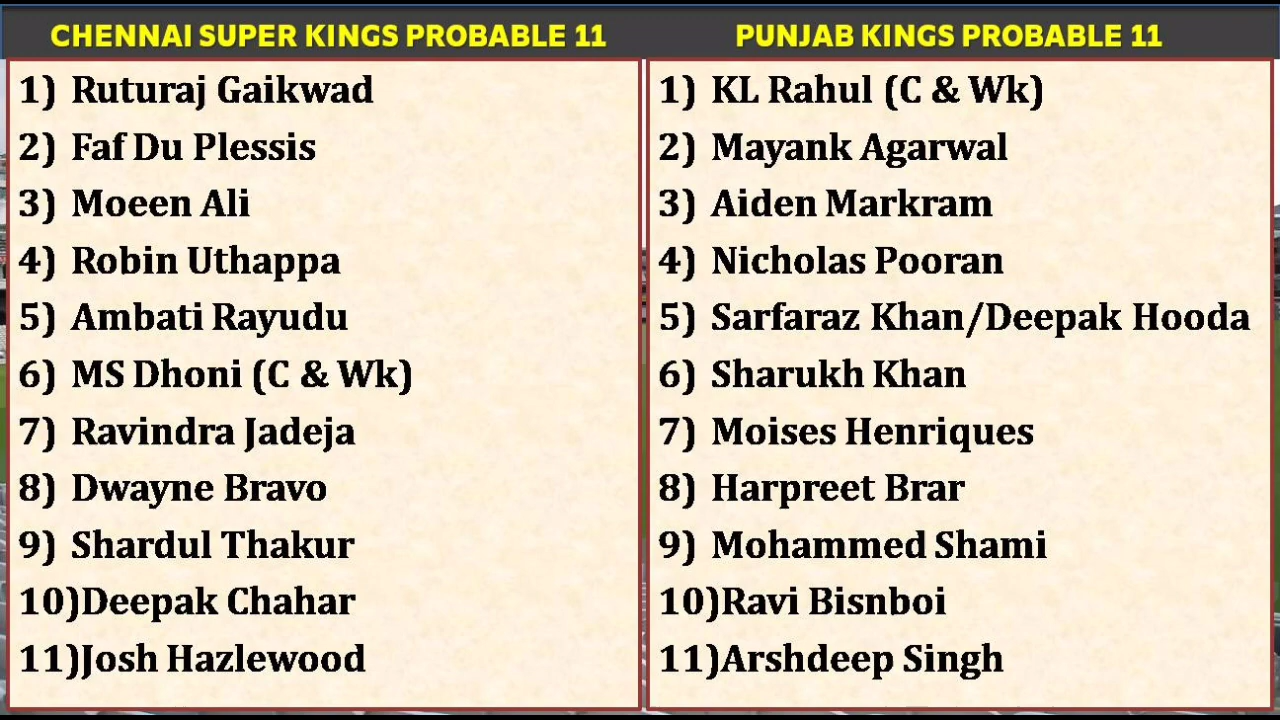 CHENNAI SUPER KINGS PROBABLE 11
1) Ruturaj Gaikwad
2) Faf Du Plessis
3) Moeen Ali
4) Robin Uthappa
5) Ambati Rayudu
6) MS Dhoni (C & Wk)
7) Ravindra Jadeja
8) Dwayne Bravo
9) Shardul Thakur
10)Deepak Chahar
11)Josh Hazlewood
PUNJAB KINGS PROBABLE 11
1) KL Rahul (C & Wk)
2) Mayank Agarwal
3) Aiden Markram
4) Nicholas Pooran
5) Sarfaraz Khan/Deepak Hooda
6) Sharukh Khan
7) Moises Henriques
8) Harpreet Brar
9) Mohammed Shami
10)Ravi Bisnboi
11)Arshdeep Singh